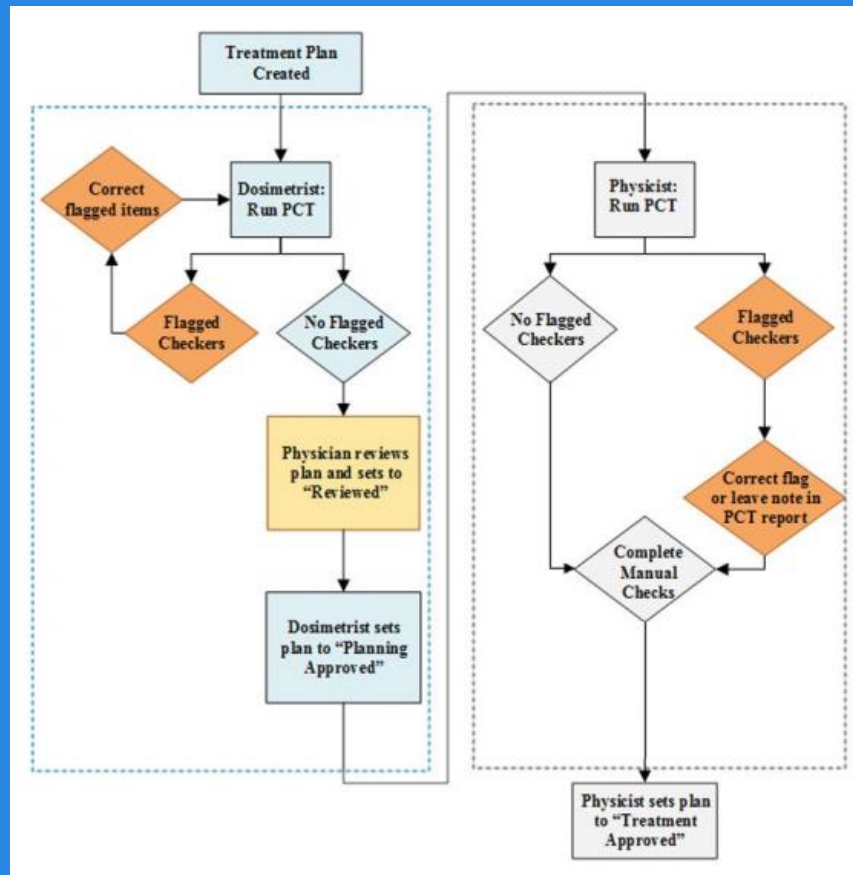 Treatment Plan
Created
Correct
flagged items
Dosimetrist:
Run PCT
Flagged
Checkers
No Flagged
Checkers
Physician reviews
plan and sets to
“Reviewed”
Dosimetrist sets
plan to “Planning
Approved”
Physicist:
Run PCT
No Flagged
Checkers
Flagged
Checkers
Correct flag
or leave note in
PCT report
Complete
Manual
Checks
Physicist sets plan
to “Treatment
Approved”